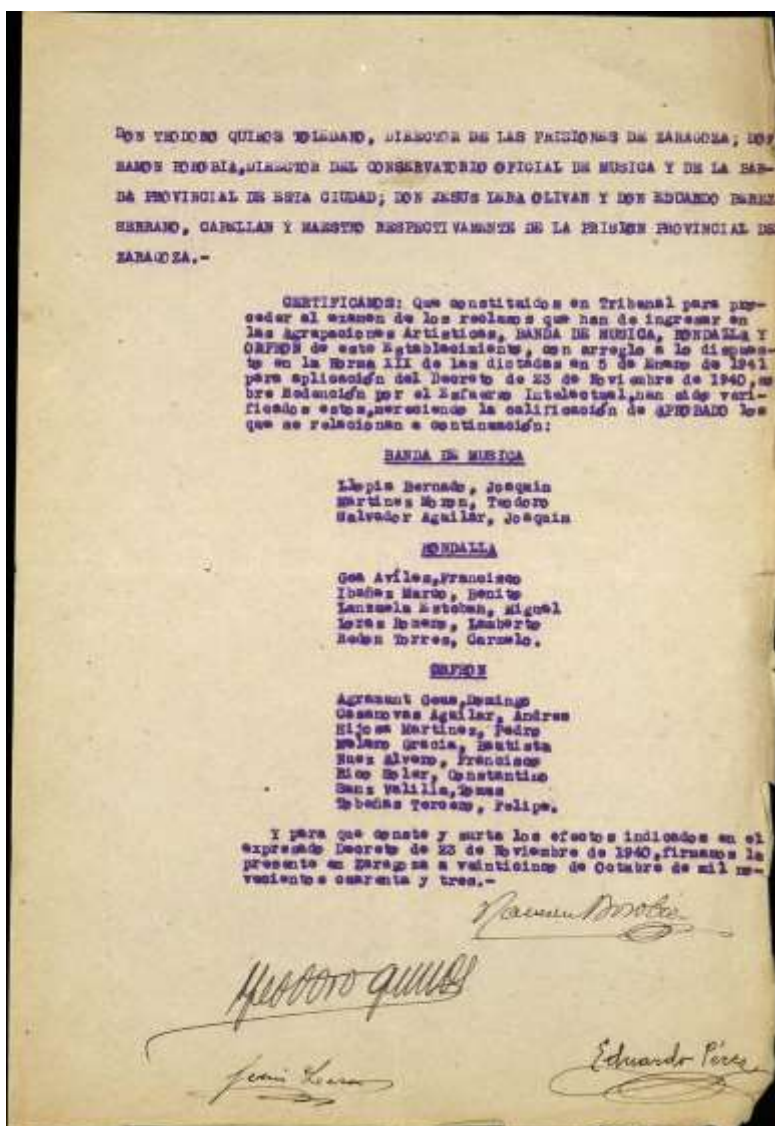 DON TEODORO QUIROS TOLEDANO, DIRECTOR DE LAS PRISIONES DE ZARAGOZA; DON
RAMON BOROBIA, DIRECTOR DEL CONSERVATORIO OFICIAL DE MUSICA Y DE LA BAN-
DA PROVINCIAL DE ESTA CIUDAD; DON JESUS LARA OLIVAN Y DON EDUARDO PEREZ
SERRANO, CAPELLAN Y MAESTRO RESPECTIVAMENTE DE LA PRISION PROVINCIAL DE
ZARAGOZA.-
CERTIFICAMOS: Que constituidos en Tribunal para pro-
ceder al examen de los reclusos que han de ingresar en
las Agrupaciones Artisticas, BANDA DE MUSICA, RONDALLA Y
ORFEON de este Establecimiento, con arreglo a lo dispues-
to en la Norma XII de las dictadas en 5 de Enero de 1941
para aplicación del Decreto de 23 de Noviembre de 1940, so
bre Redención por el Esfuerzo Intelectual, han sido veri-
ficados estos, mereciendo la calificación de APROBADO los
que se relacionan a continuación:
BANDA DE MUSICA
Llopis Bernado, Joaquin
Martinez Moron, Teodoro
Salvador Aguilar, Joaquin
RONDALLA
Goa Aviles, Francisco
Ibañez Marco, Benito
Lanzuela Esteban, Miguel
Loras Romero, Lamberto
Redon Torres, Carmelo.
ORFEON
Agramunt Gous, Domingo
Casanovas Aguilar, Andres
Hijosa Martinez, Pedro
Melero Gracia, Bautista
Nuez Alvero, Francisco
Rico Soler, Constantino
Sanz Valilla, Tomas
Tobeñas Tercero, Felipe.
Y para que conste y surta los efectos indicados en el
expresado Decreto de 23 de Noviembre de 1940, firmamos la
presente en Zaragoza a veinticinco de Octubre de mil no-
vecientos cuarenta y tres.-
Ramon Borobia
Teodoro Quiros
Jesus Lara
Eduardo Pérez